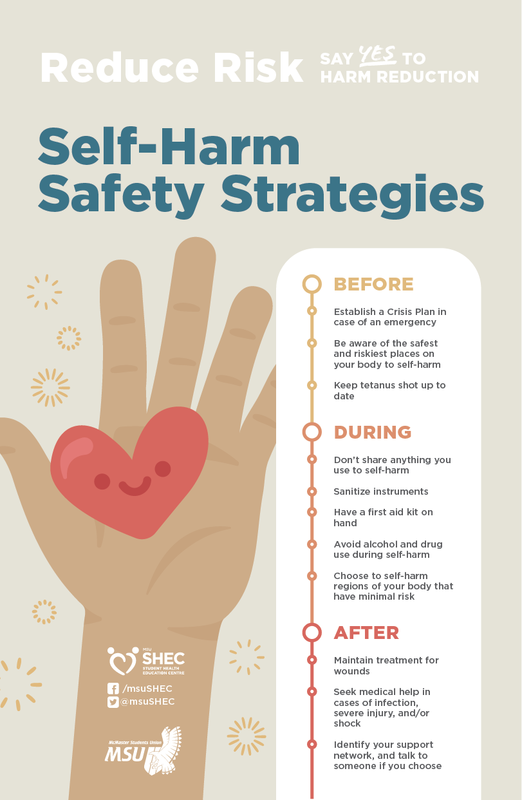 Reduce Risk
SAY YES TO
HARM REDUCTION
Self-Harm
Safety Strategies
BEFORE
Establish a Crisis Plan in
case of an emergency
Be aware of the safest
and riskiest places on
your body to self-harm
Keep tetanus shot up to
date
DURING
Don't share anything you
use to self-harm
Sanitize instruments
Have a first aid kit on
hand
Avoid alcohol and drug
use during self-harm
Choose to self-harm
regions of your body that
have minimal risk
AFTER
Maintain treatment for
wounds
Seek medical help in
cases of infection,
severe injury, and/or
shock
Identify your support
network, and talk to
someone if you choose
MSU
SHEC
STUDENT HEALTH
EDUCATION CENTRE
/msuSHEC
@msuSHEC
McMaster Students Union
MSU